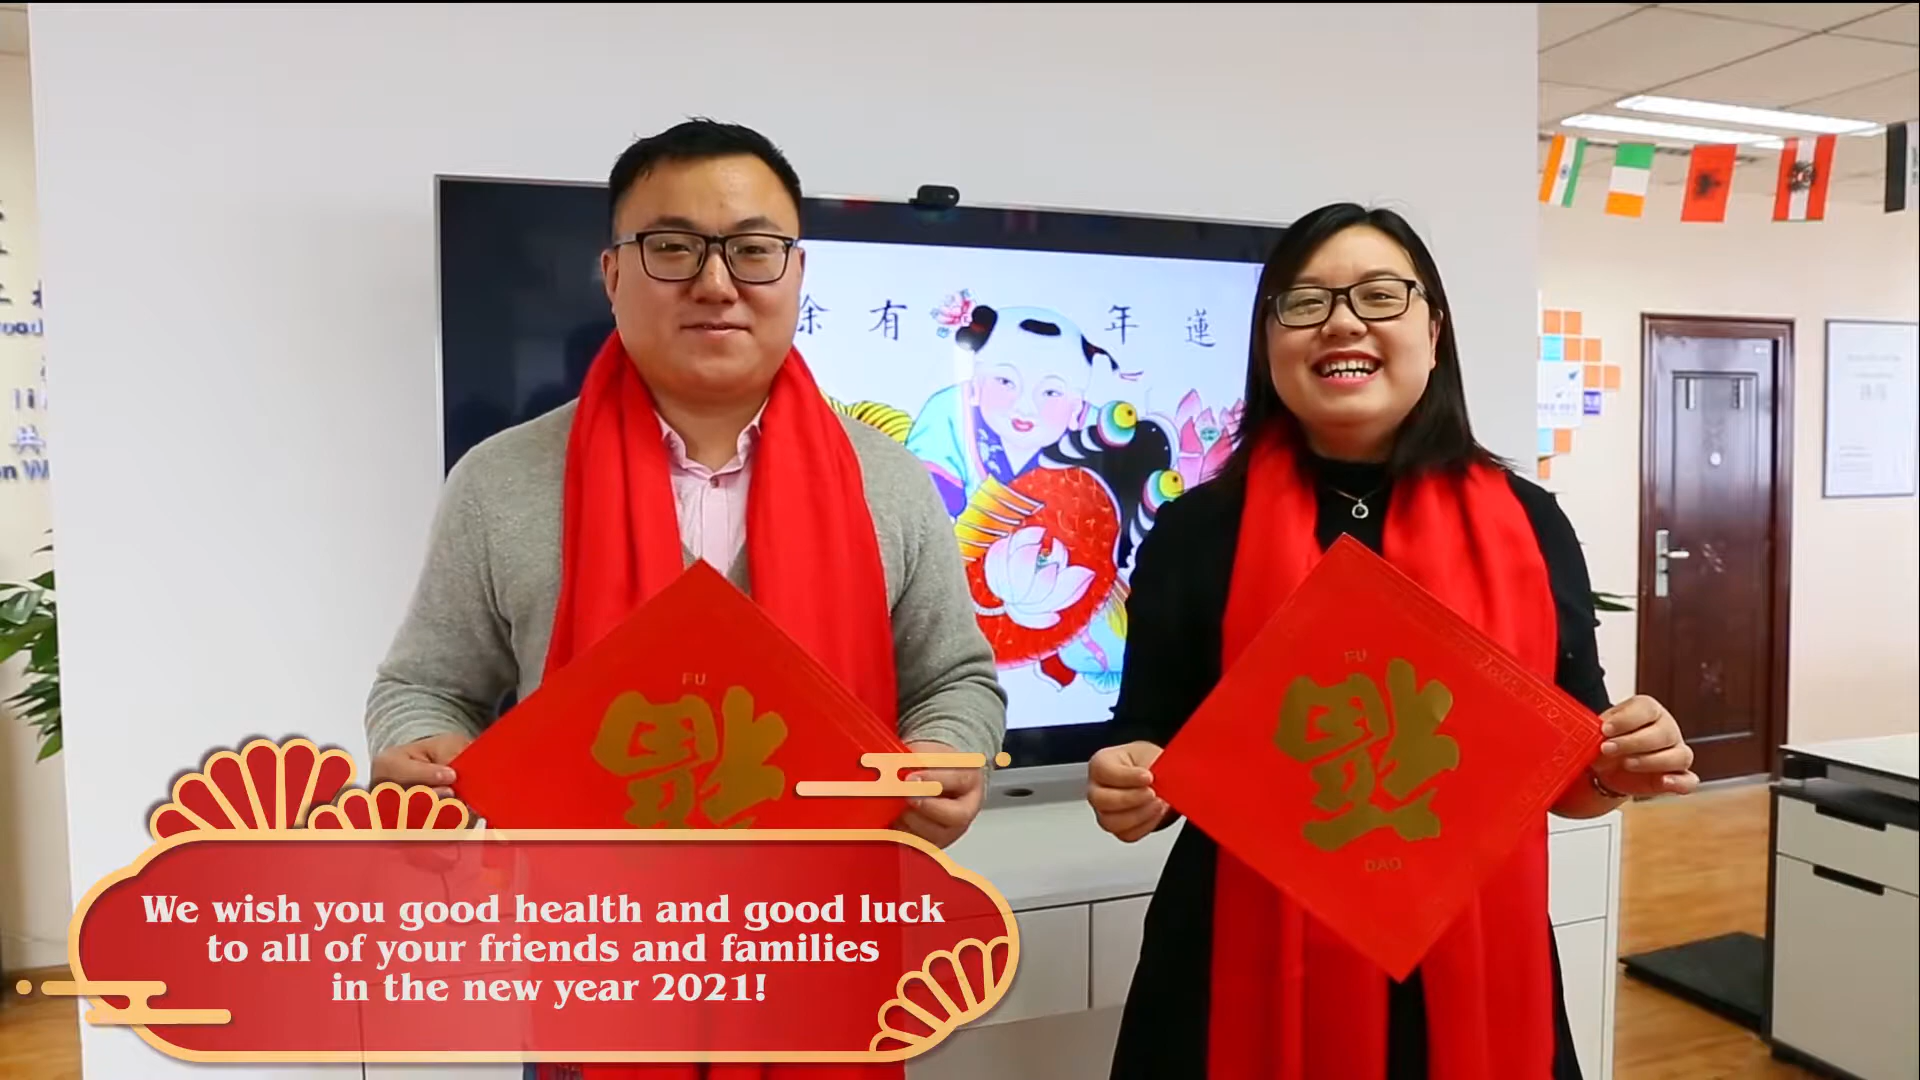 余 有 年 蓮
FU
福
FU
福
DAO
We wish you good health and good luck
to all of your friends and families
in the new year 2021!